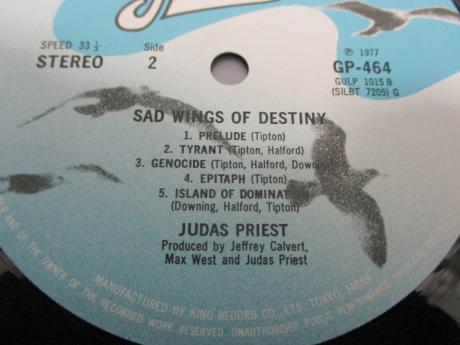 SPEED 33 1/3
STEREO
Side
2
℗ 1977
GP-464
GULP 1015 B
(SILBT 7205) G
SAD WINGS OF DESTINY
1. PRELUDE (Tipton)
2. TYRANT (Tipton, Halford)
3. GENOCIDE (Tipton, Halford, Down
4. EPITAPH (Tipton)
5. ISLAND OF DOMINAT
(Downing, Halford, Tipton)
JUDAS PRIEST
Produced by Jeffrey Calvert,
Max West and Judas Priest
MANUFACTURED BY KING RECORD CO., LTD. TOKYO, JAPAN
AND OF THE OWNER OF THE RECORDED WORK RESERVED. UNAUTHORISED PUBLIC PERFORMANCE,